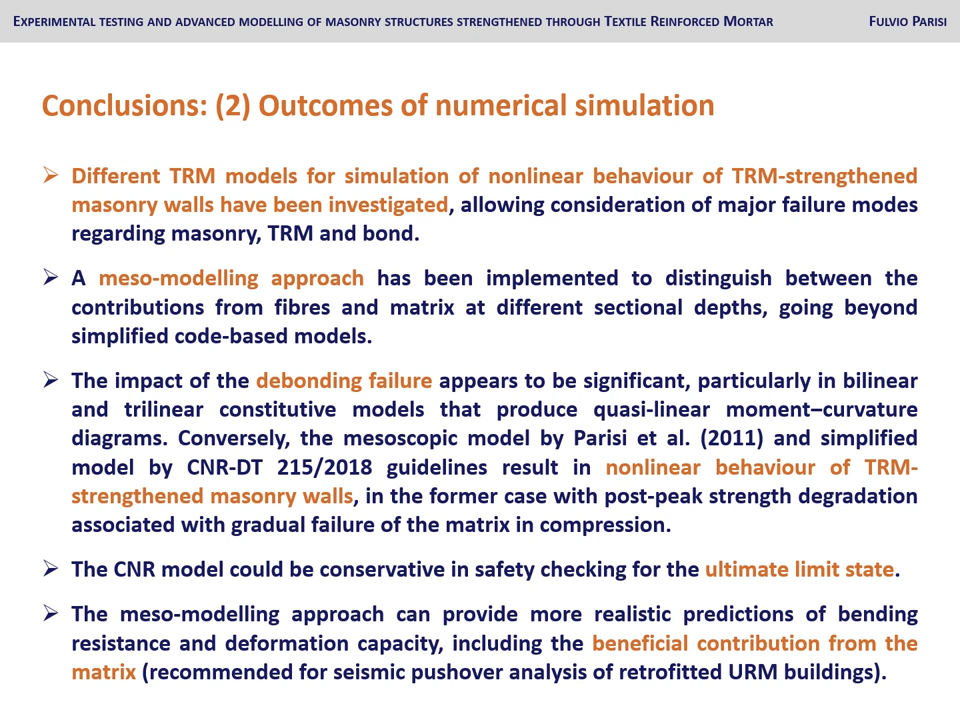 EXPERIMENTAL TESTING AND ADVANCED MODELLING OF MASONRY STRUCTURES STRENGTHENED THROUGH TEXTILE REINFORCED MORTAR FULVIO PARISI
Conclusions: (2) Outcomes of numerical simulation
➢ Different TRM models for simulation of nonlinear behaviour of TRM-strengthened
masonry walls have been investigated, allowing consideration of major failure modes
regarding masonry, TRM and bond.
➢ A meso-modelling approach has been implemented to distinguish between the
contributions from fibres and matrix at different sectional depths, going beyond
simplified code-based models.
➢ The impact of the debonding failure appears to be significant, particularly in bilinear
and trilinear constitutive models that produce quasi-linear moment–curvature
diagrams. Conversely, the mesoscopic model by Parisi et al. (2011) and simplified
model by CNR-DT 215/2018 guidelines result in nonlinear behaviour of TRM-
strengthened masonry walls, in the former case with post-peak strength degradation
associated with gradual failure of the matrix in compression.
➢ The CNR model could be conservative in safety checking for the ultimate limit state.
➢ The meso-modelling approach can provide more realistic predictions of bending
resistance and deformation capacity, including the beneficial contribution from the
matrix (recommended for seismic pushover analysis of retrofitted URM buildings).